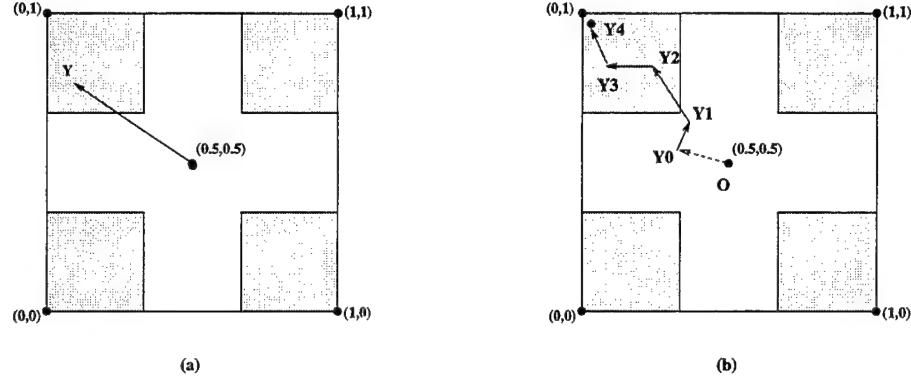 (0,1)
(1,1)
Y
(0.5,0.5)
(0,0)
(1,0)
(a)
(0,1)
(1,1)
Y4
Y2
Y3
Y1
Y0
(0.5,0.5)
O
(0,0)
(1,0)
(b)